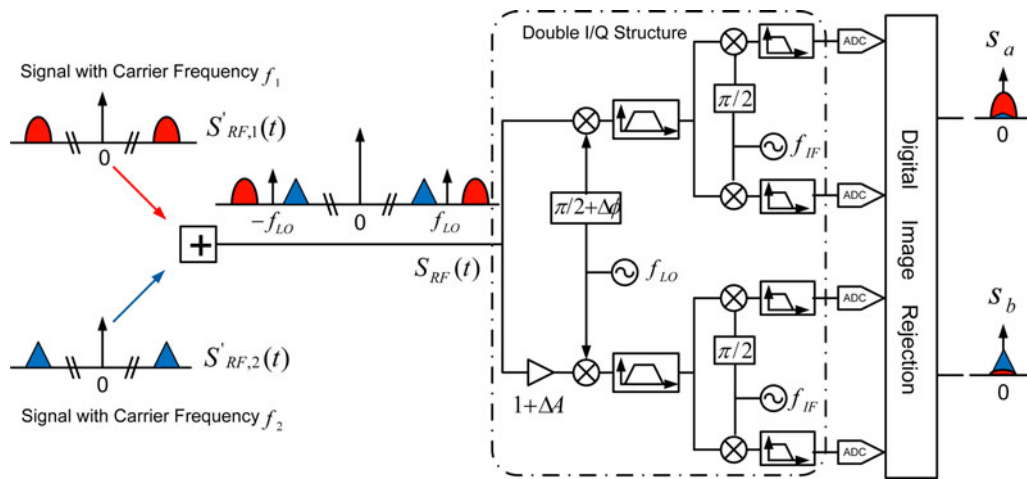 Double I/Q Structure
Signal with Carrier Frequency f₁
S'RF,1(t)
0
-fLO
0
fLO
SRF(t)
+
S'RF,2(t)
0
Signal with Carrier Frequency f₂
π/2+Δϕ
fLO
1+ΔA
π/2
fIF
π/2
fIF
ADC
ADC
ADC
ADC
Digital Image Rejection
Sa
0
Sb
0